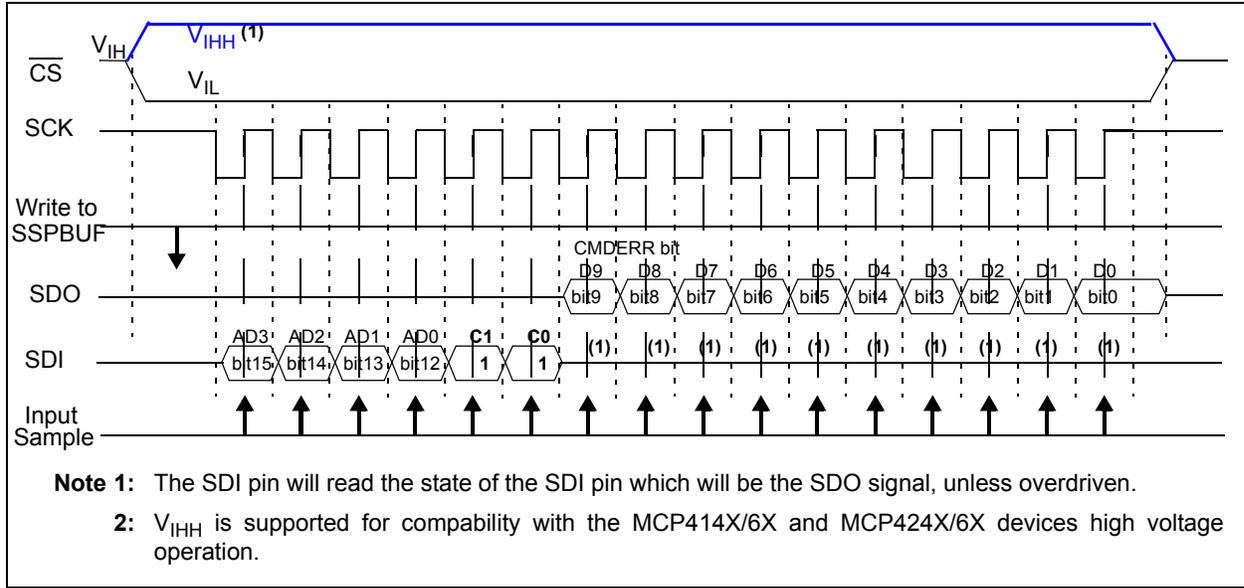 VIHH (1)
VIH
CS
VIL
SCK
Write to
SSPBUF
CMDERR bit
D9 D8 D7 D6 D5 D4 D3 D2 D1 D0
SDO bit9 bit8 bit7 bit6 bit5 bit4 bit3 bit2 bit1 bit0
AD3 AD2 AD1 AD0 C1 C0
(1) (1) (1) (1) (1) (1) (1) (1) (1) (1)
SDI bit15 bit14 bit13 bit12 1 1
Input
Sample
Note 1: The SDI pin will read the state of the SDI pin which will be the SDO signal, unless overdriven.
2: VIHH is supported for compability with the MCP414X/6X and MCP424X/6X devices high voltage
operation.